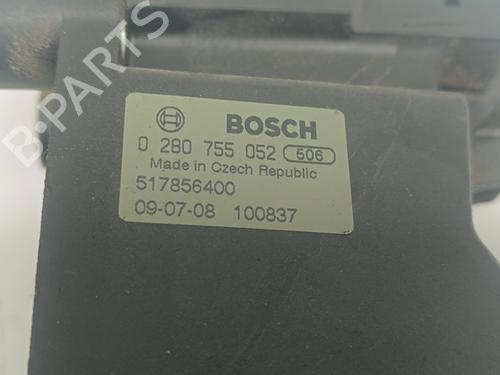 BOSCH
0 280 755 052 506
Made in Czech Republic
517856400
09-07-08 100837
B-PARTS